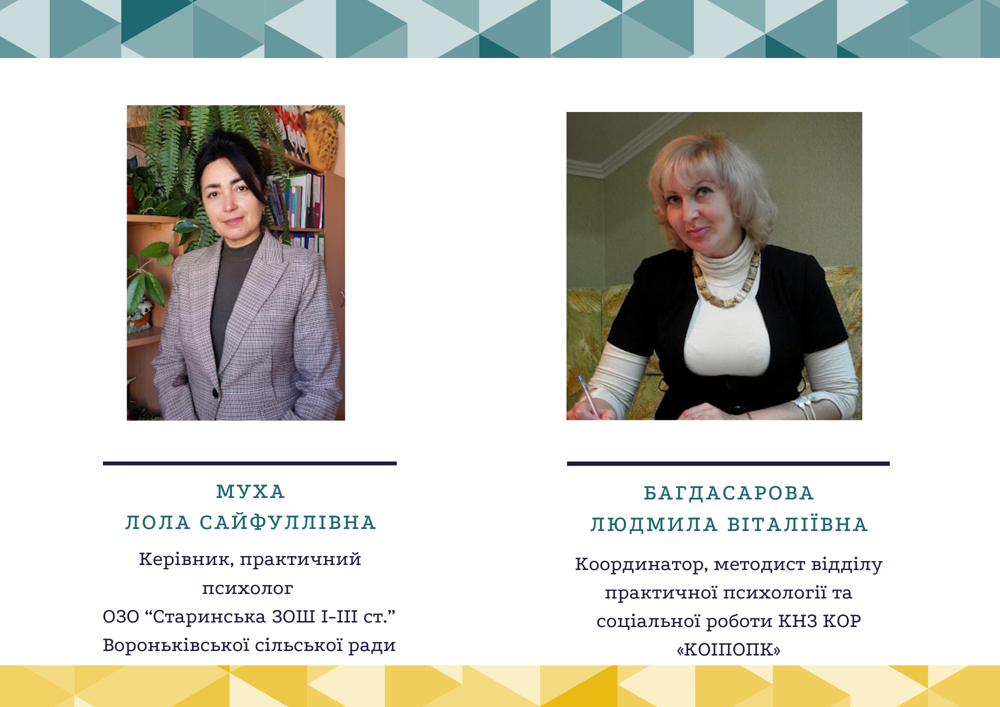 МУХА
ЛОЛА САЙФУЛЛІВНА
Керівник, практичний
психолог
ОЗО “Старинська ЗОШ І-ІІІ ст.”
Вороньківської сільської ради
БАГДАСАРОВА
ЛЮДМИЛА ВІТАЛІЇВНА
Координатор, методист відділу
практичної психології та
соціальної роботи КНЗ КОР
«КОІПОПК»